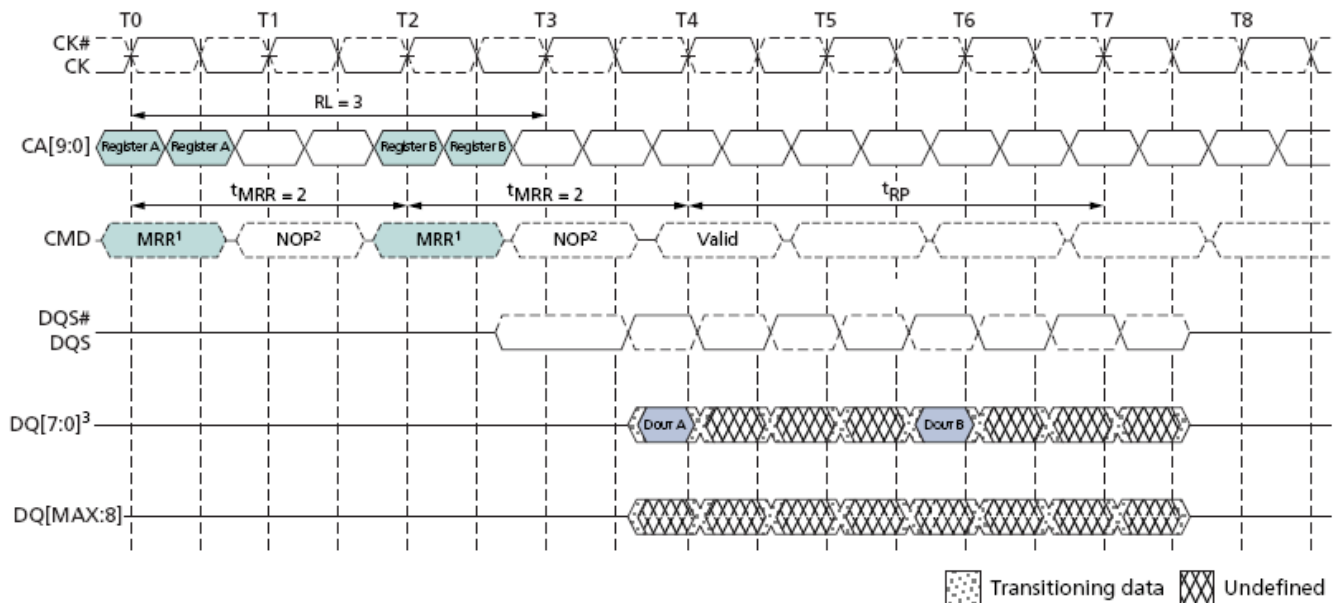 T0 T1 T2 T3 T4 T5 T6 T7 T8
CK#
CK
RL = 3
CA[9:0] Register A Register A Register B Register B
tMRR = 2 tMRR = 2 tRP
CMD MRR1 NOP2 MRR1 NOP2 Valid
DQS#
DQS
DQ[7:0]3 DOUT A DOUT B
DQ[MAX:8]
Transitioning data Undefined